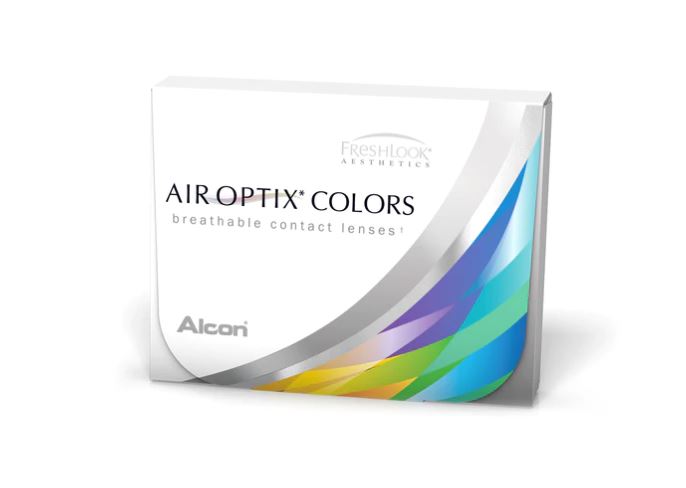 FRESHLOOK*
AESTHETICS
AIR OPTIX* COLORS
breathable contact lenses†
Alcon®